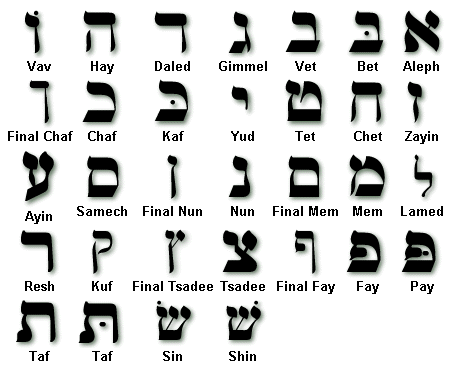 א בּ ב ג ד ה וֹ
Vav Hay Daled Gimmel Vet Bet Aleph
ז ח ט י כּ כ ך
Final Chaf Chaf Kaf Yud Tet Chet Zayin
ל מ ם נ ן ס ע
Ayin Samech Final Nun Nun Final Mem Mem Lamed
פּ פ ף צ ץ ק ר
Resh Kuf Final Tsadee Tsadee Final Fay Fay Pay
שׁ שׂ תּ ת
Taf Taf Sin Shin